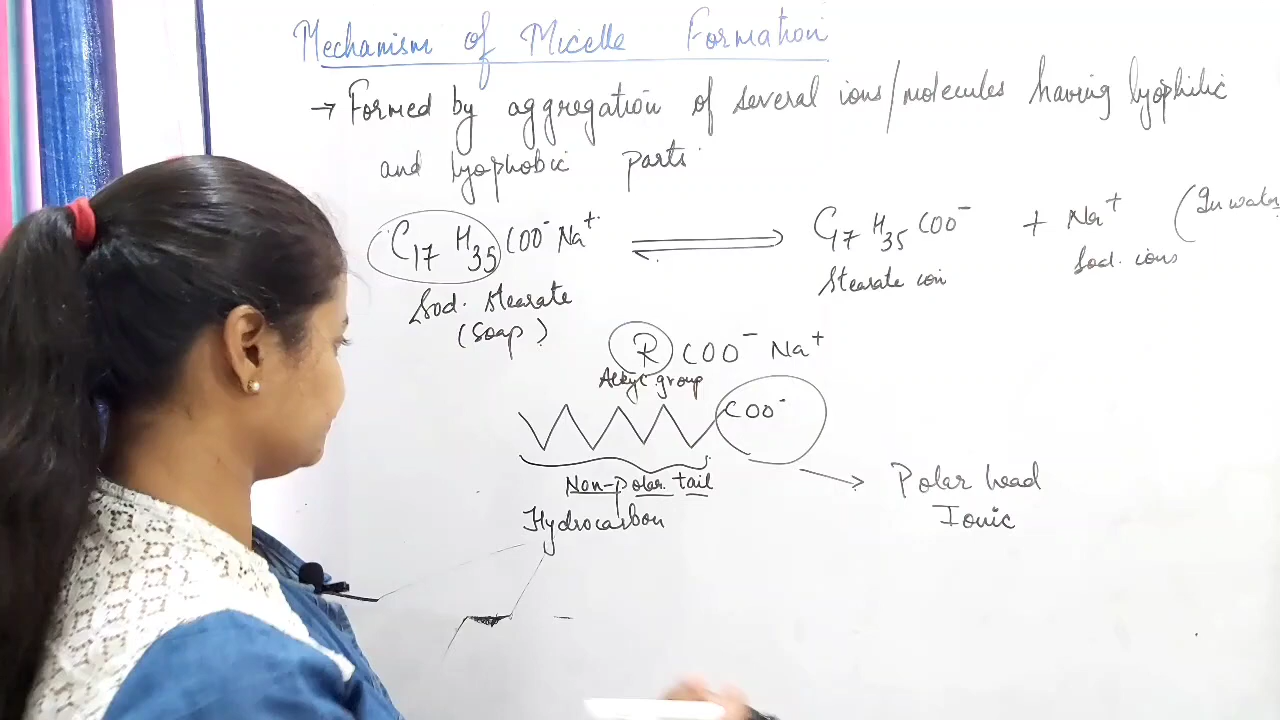 Mechanism of Micelle Formation
→ Formed by aggregation of several ions/molecules having lyophilic
and lyophobic parts
C17 H35 COO⁻ Na⁺ ⇌ C17 H35 COO⁻ + Na⁺ (In water
Sod. stearate Stearate ion Sod. ions
(Soap)
R COO⁻ Na⁺
Alkyl group
COO⁻
Non-polar tail Polar head
Hydrocarbon Ionic